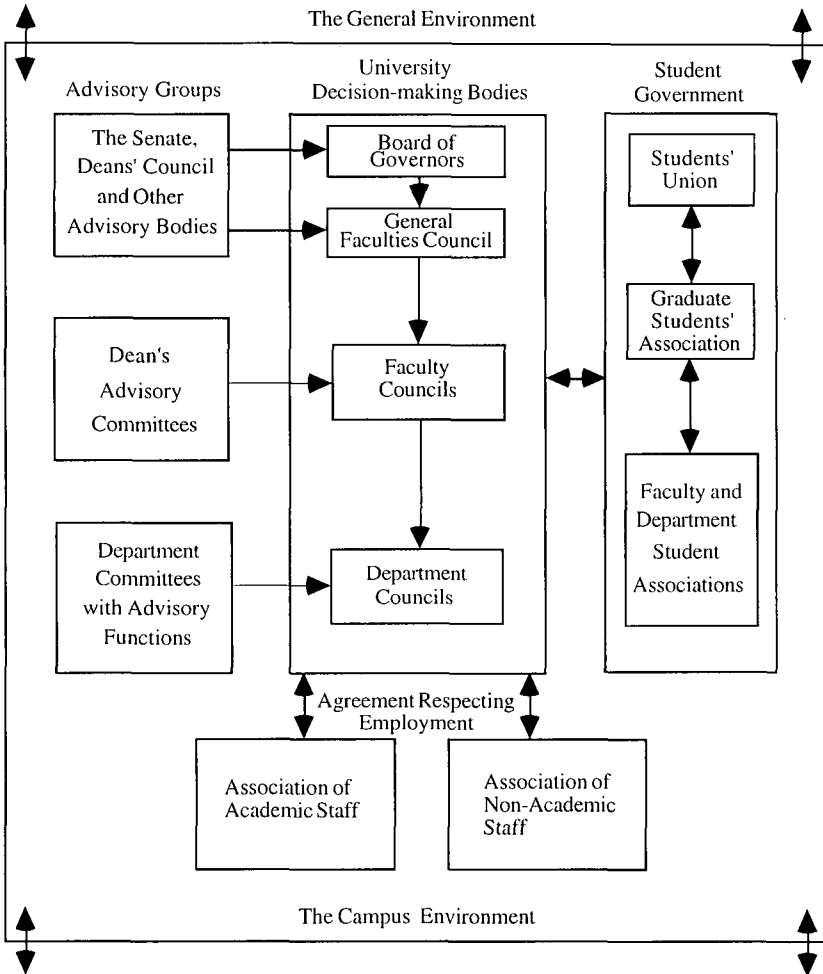 The General Environment
Advisory Groups
University
Decision-making Bodies
Student
Government
The Senate,
Deans' Council
and Other
Advisory Bodies
Board of
Governors
General
Faculties Council
Students'
Union
Graduate
Students'
Association
Dean's
Advisory
Committees
Faculty
Councils
Faculty and
Department
Student
Associations
Department
Committees
with Advisory
Functions
Department
Councils
Agreement Respecting
Employment
Association of
Academic Staff
Association of
Non-Academic
Staff
The Campus Environment